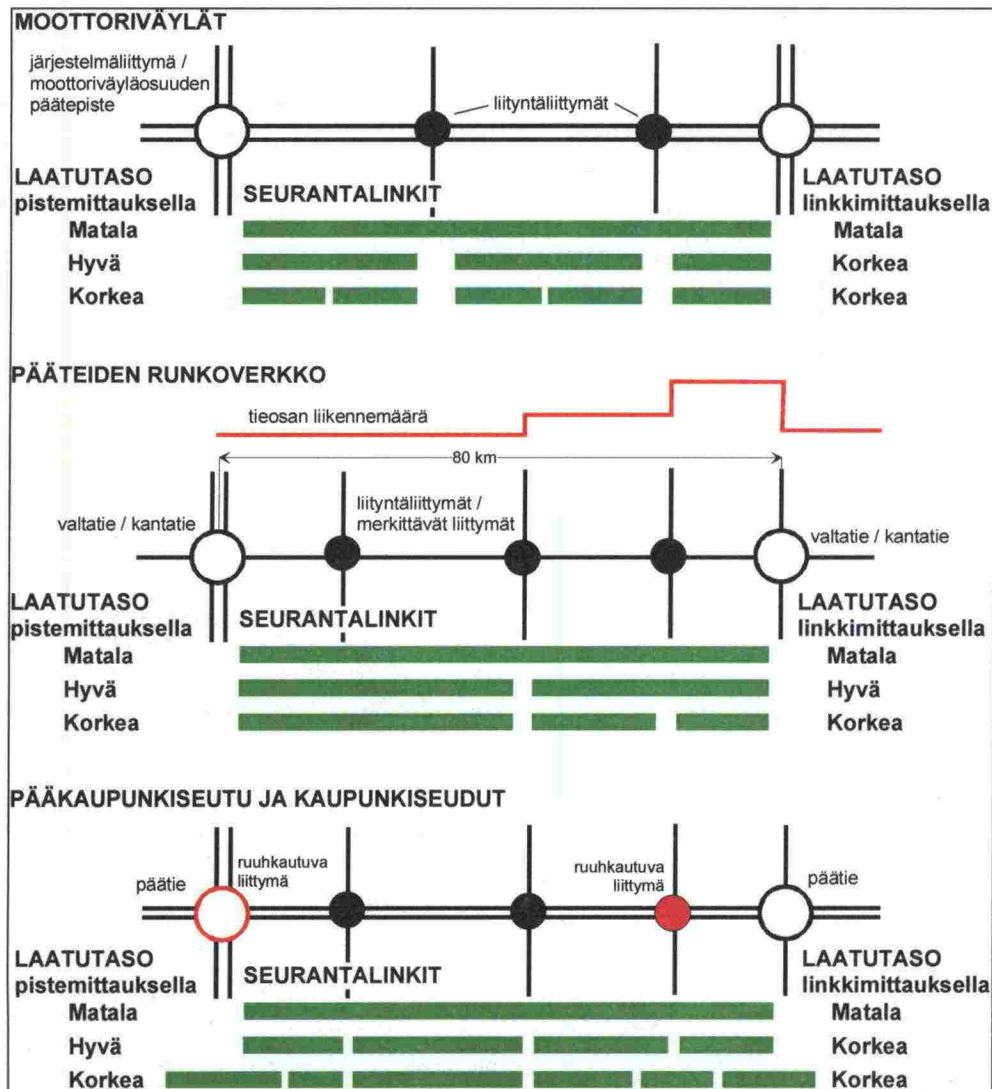 MOOTTORIVÄYLÄT
järjestelmäliittymä /
moottoriväyläosuuden
päätepiste
liityntäliittymät
LAATUTASO
pistemittauksella
SEURANTALINKIT
LAATUTASO
linkkimittauksella
Matala
Matala
Hyvä
Korkea
Korkea
Korkea
PÄÄTEIDEN RUNKOVERKKO
tieosan liikennemäärä
80 km
valtatie / kantatie
liityntäliittymät /
merkittävät liittymät
valtatie / kantatie
LAATUTASO
pistemittauksella
SEURANTALINKIT
LAATUTASO
linkkimittauksella
Matala
Matala
Hyvä
Hyvä
Korkea
Korkea
PÄÄKAUPUNKISEUTU JA KAUPUNKISEUDUT
päätie
ruuhkautuva
liittymä
ruuhkautuva
liittymä
päätie
LAATUTASO
pistemittauksella
SEURANTALINKIT
LAATUTASO
linkkimittauksella
Matala
Matala
Hyvä
Korkea
Korkea
Korkea